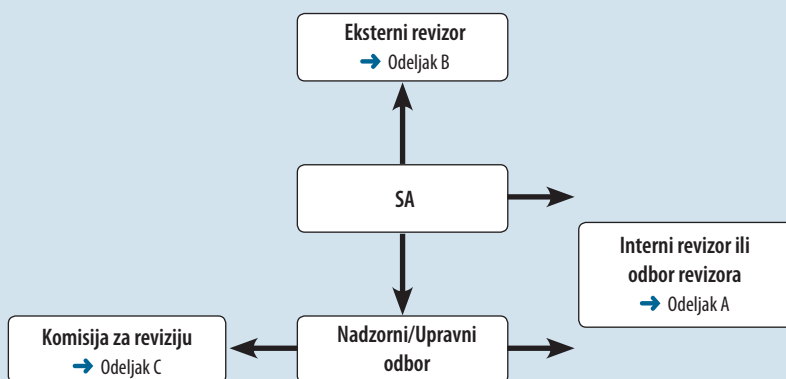 Eksterni revizor
➔ Odeljak B
SA
Interni revizor ili
odbor revizora
➔ Odeljak A
Komisija za reviziju
➔ Odeljak C
Nadzorni/Upravni
odbor